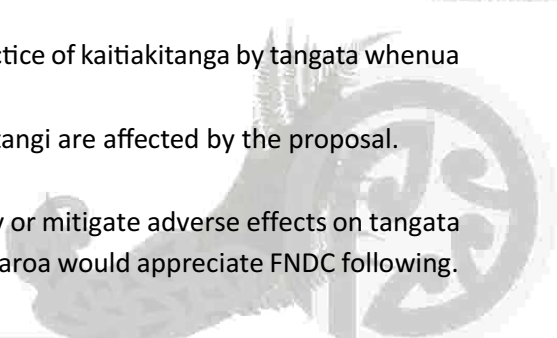 ctice of kaitiakitanga by tangata whenua
tangi are affected by the proposal.
y or mitigate adverse effects on tangata
aroa would appreciate FNDC following.